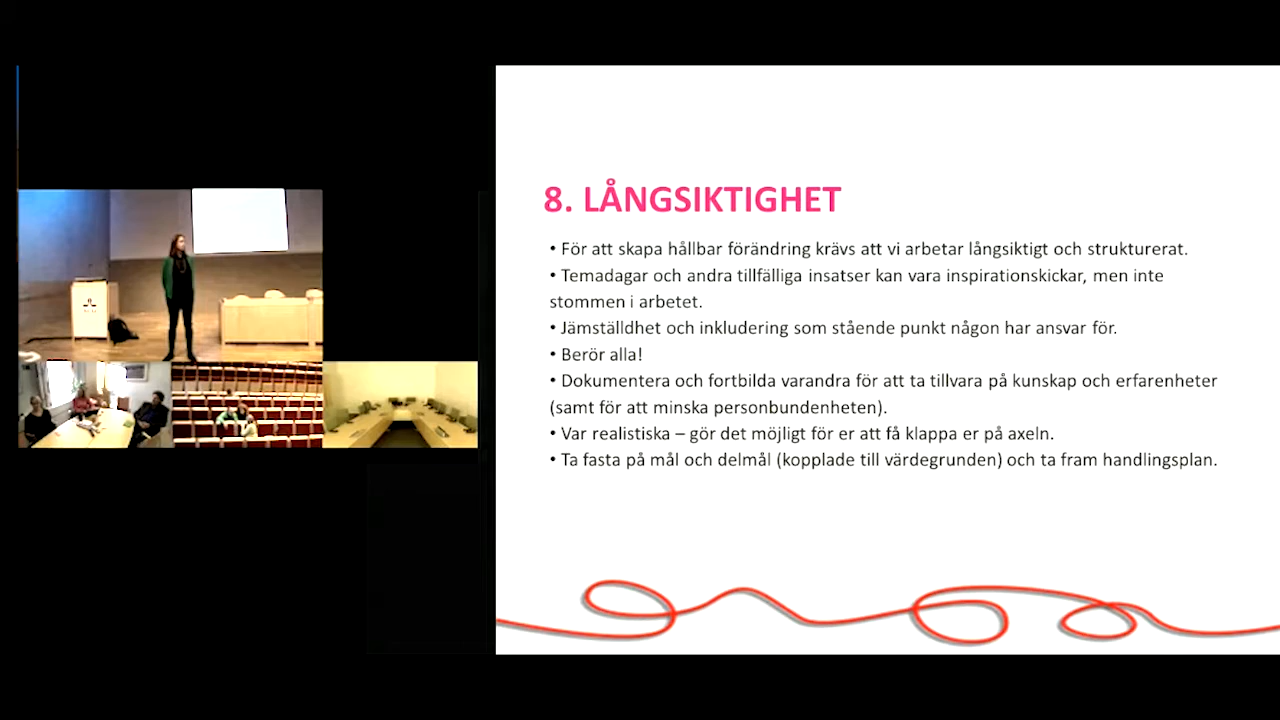 8. LÅNGSIKTIGHET
• För att skapa hållbar förändring krävs att vi arbetar långsiktigt och strukturerat.
• Temadagar och andra tillfälliga insatser kan vara inspirationskickar, men inte
stommen i arbetet.
• Jämställdhet och inkludering som stående punkt någon har ansvar för.
• Berör alla!
• Dokumentera och fortbilda varandra för att ta tillvara på kunskap och erfarenheter
(samt för att minska personbundenheten).
• Var realistiska – gör det möjligt för er att få klappa er på axeln.
• Ta fasta på mål och delmål (kopplade till värdegrunden) och ta fram handlingsplan.